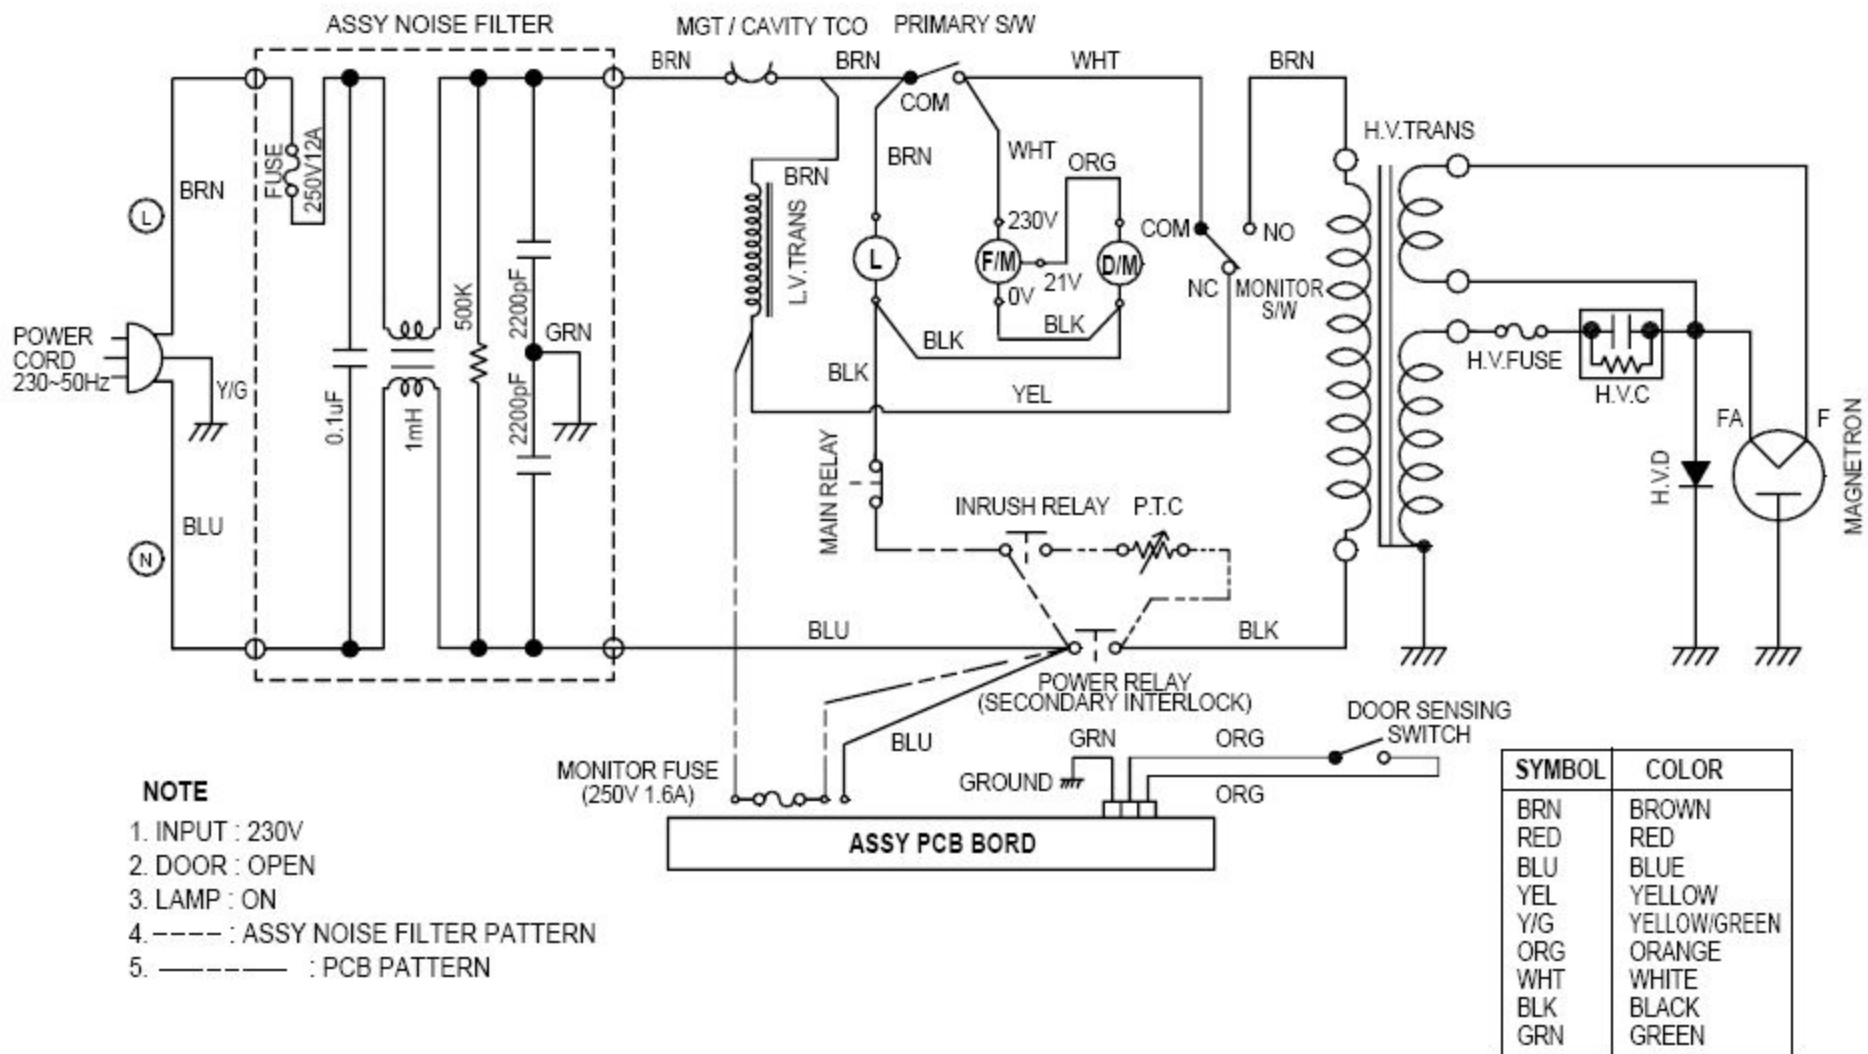 ASSY NOISE FILTER
MGT / CAVITY TCO
PRIMARY S/W
BRN
BRN
WHT
BRN
COM
H.V.TRANS
FUSE
250V12A
BRN
L
BRN
WHT
ORG
BRN
L.V.TRANS
230V
COM
NO
L
F/M
D/M
21V
0V
NC
MONITOR
S/W
500K
2200pF
GRN
BLK
BLK
POWER
CORD
230~50Hz
Y/G
BLK
YEL
H.V.FUSE
H.V.C
0.1uF
1mH
2200pF
FA
F
MAGNETRON
H.V.D
MAIN RELAY
INRUSH RELAY
P.T.C
BLU
N
BLU
BLK
POWER RELAY
(SECONDARY INTERLOCK)
BLU
MONITOR FUSE
(250V 1.6A)
GRN
ORG
DOOR SENSING
SWITCH
GROUND
ORG
ASSY PCB BORD
NOTE
1. INPUT : 230V
2. DOOR : OPEN
3. LAMP : ON
4. ---- : ASSY NOISE FILTER PATTERN
5. —---— : PCB PATTERN
SYMBOL COLOR
BRN BROWN
RED RED
BLU BLUE
YEL YELLOW
Y/G YELLOW/GREEN
ORG ORANGE
WHT WHITE
BLK BLACK
GRN GREEN